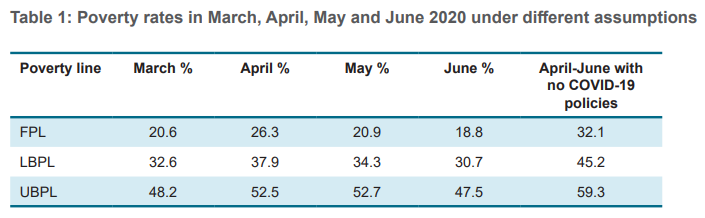 Table 1: Poverty rates in March, April, May and June 2020 under different assumptions
Poverty line March % April % May % June % April-June with
no COVID-19
policies
FPL 20.6 26.3 20.9 18.8 32.1
LBPL 32.6 37.9 34.3 30.7 45.2
UBPL 48.2 52.5 52.7 47.5 59.3